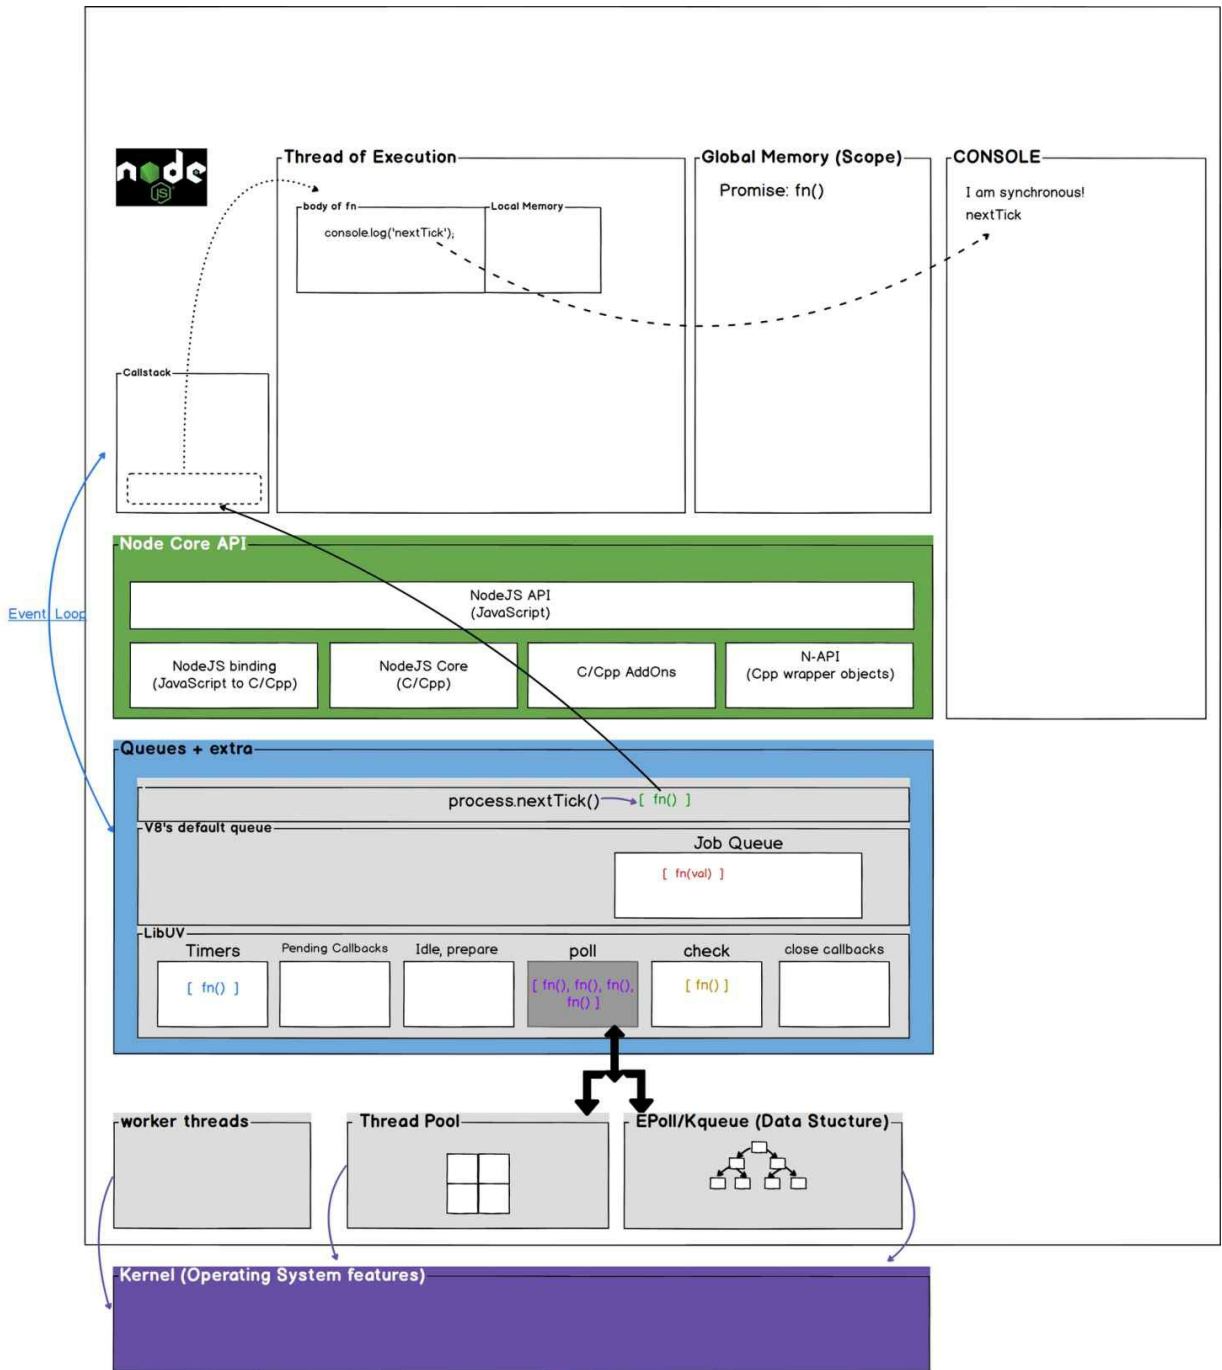 node
JS
Thread of Execution
Global Memory (Scope)
CONSOLE
Promise: fn()
I am synchronous!
nextTick
body of fn
Local Memory
console.log('nextTick');
Callstack
Node Core API
NodeJS API
(JavaScript)
Event Loop
NodeJS binding
(JavaScript to C/Cpp)
NodeJS Core
(C/Cpp)
C/Cpp AddOns
N-API
(Cpp wrapper objects)
Queues + extra
process.nextTick()
[ fn() ]
V8's default queue
Job Queue
[ fn(val) ]
LibUV
Timers
Pending Callbacks
Idle, prepare
poll
check
close callbacks
[ fn() ]
[ fn(), fn(), fn(),
fn() ]
[ fn() ]
worker threads
Thread Pool
EPoll/Kqueue (Data Stucture)
Kernel (Operating System features)